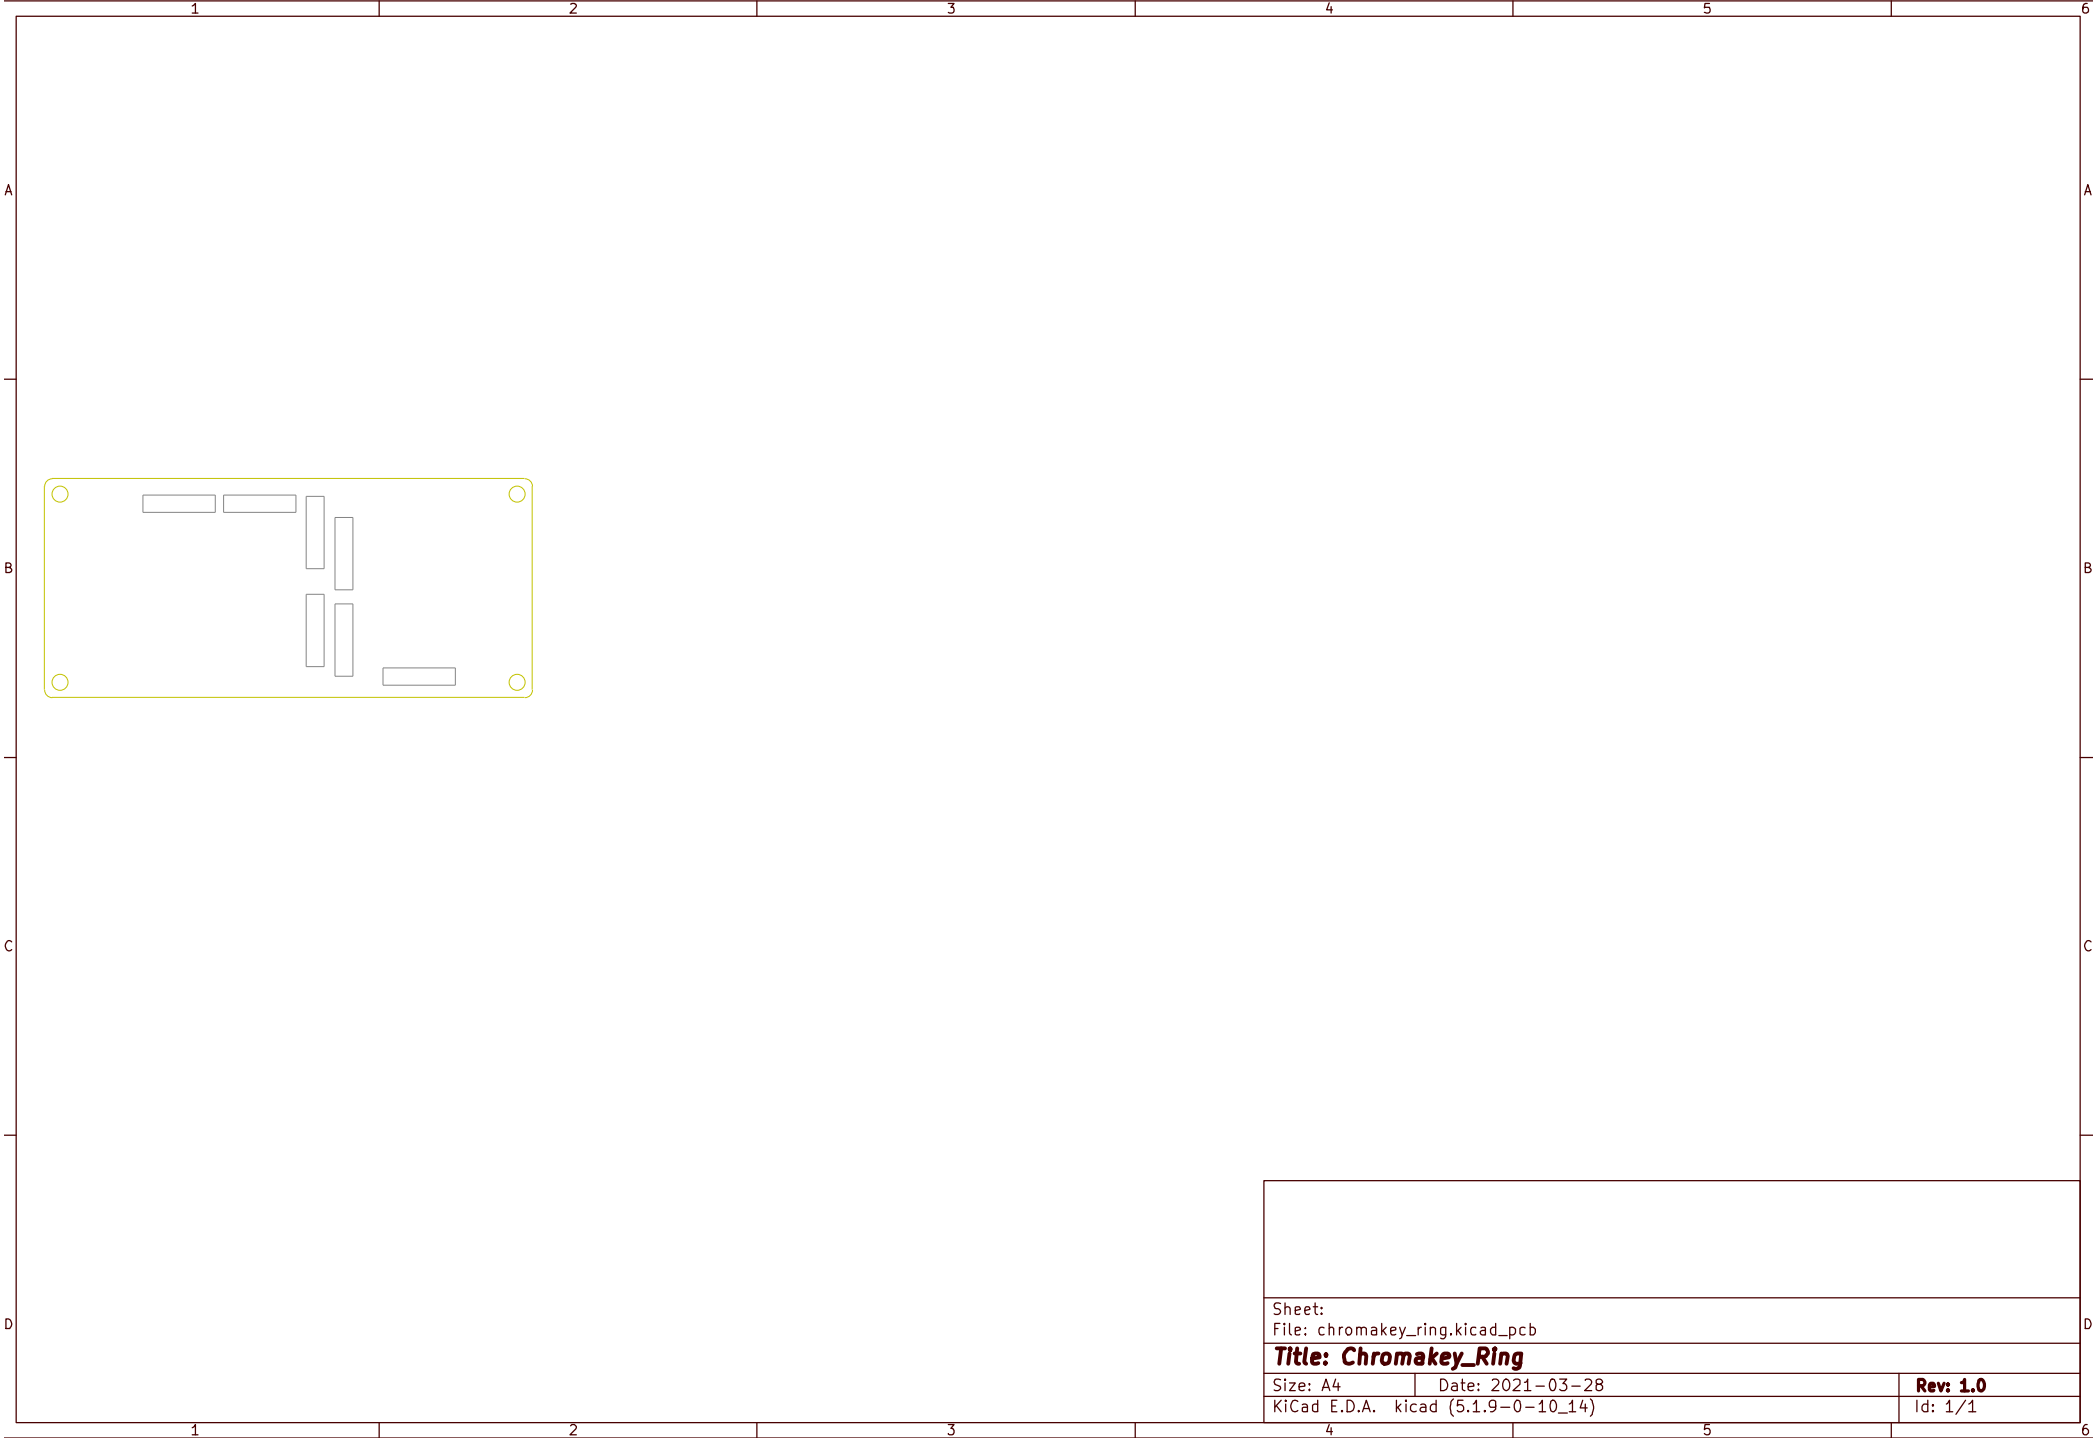 1 2 3 4 5 6
A A
B B
C C
D D
Sheet:
File: chromakey_ring.kicad_pcb
Title: Chromakey_Ring
Size: A4 Date: 2021-03-28 Rev: 1.0
KiCad E.D.A. kicad (5.1.9-0-10_14) Id: 1/1
1 2 3 4 5 6